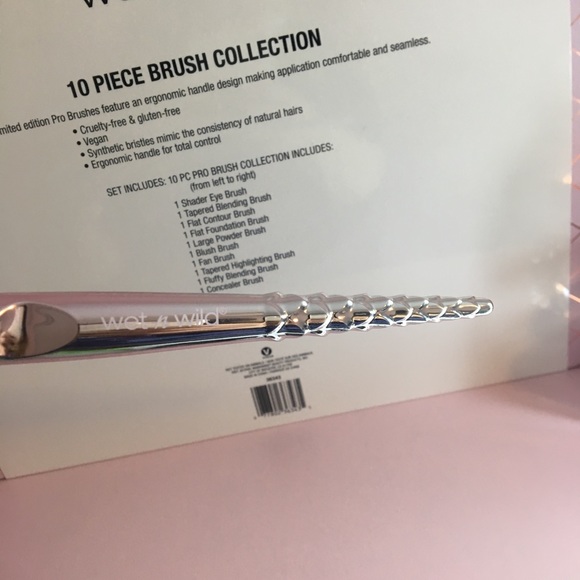 10 PIECE BRUSH COLLECTION
mited edition Pro Brushes feature an ergonomic handle design making application comfortable and seamless.
• Cruelty-free & gluten-free
• Vegan
• Synthetic bristles mimic the consistency of natural hairs
• Ergonomic handle for total control
SET INCLUDES: 10 PC PRO BRUSH COLLECTION INCLUDES:
(from left to right)
1 Shader Eye Brush
1 Tapered Blending Brush
1 Flat Contour Brush
1 Flat Foundation Brush
1 Large Powder Brush
1 Blush Brush
1 Fan Brush
1 Tapered Highlighting Brush
1 Fluffy Blending Brush
1 Concealer Brush
wet n wild